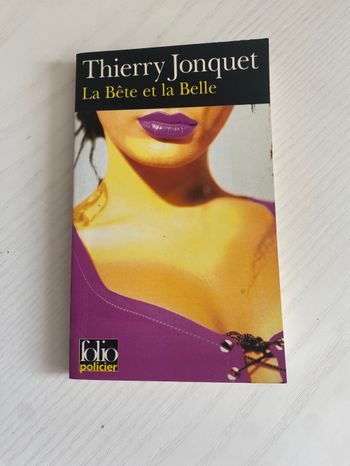 Thierry Jonquet
La Bête et la Belle
folio
policier